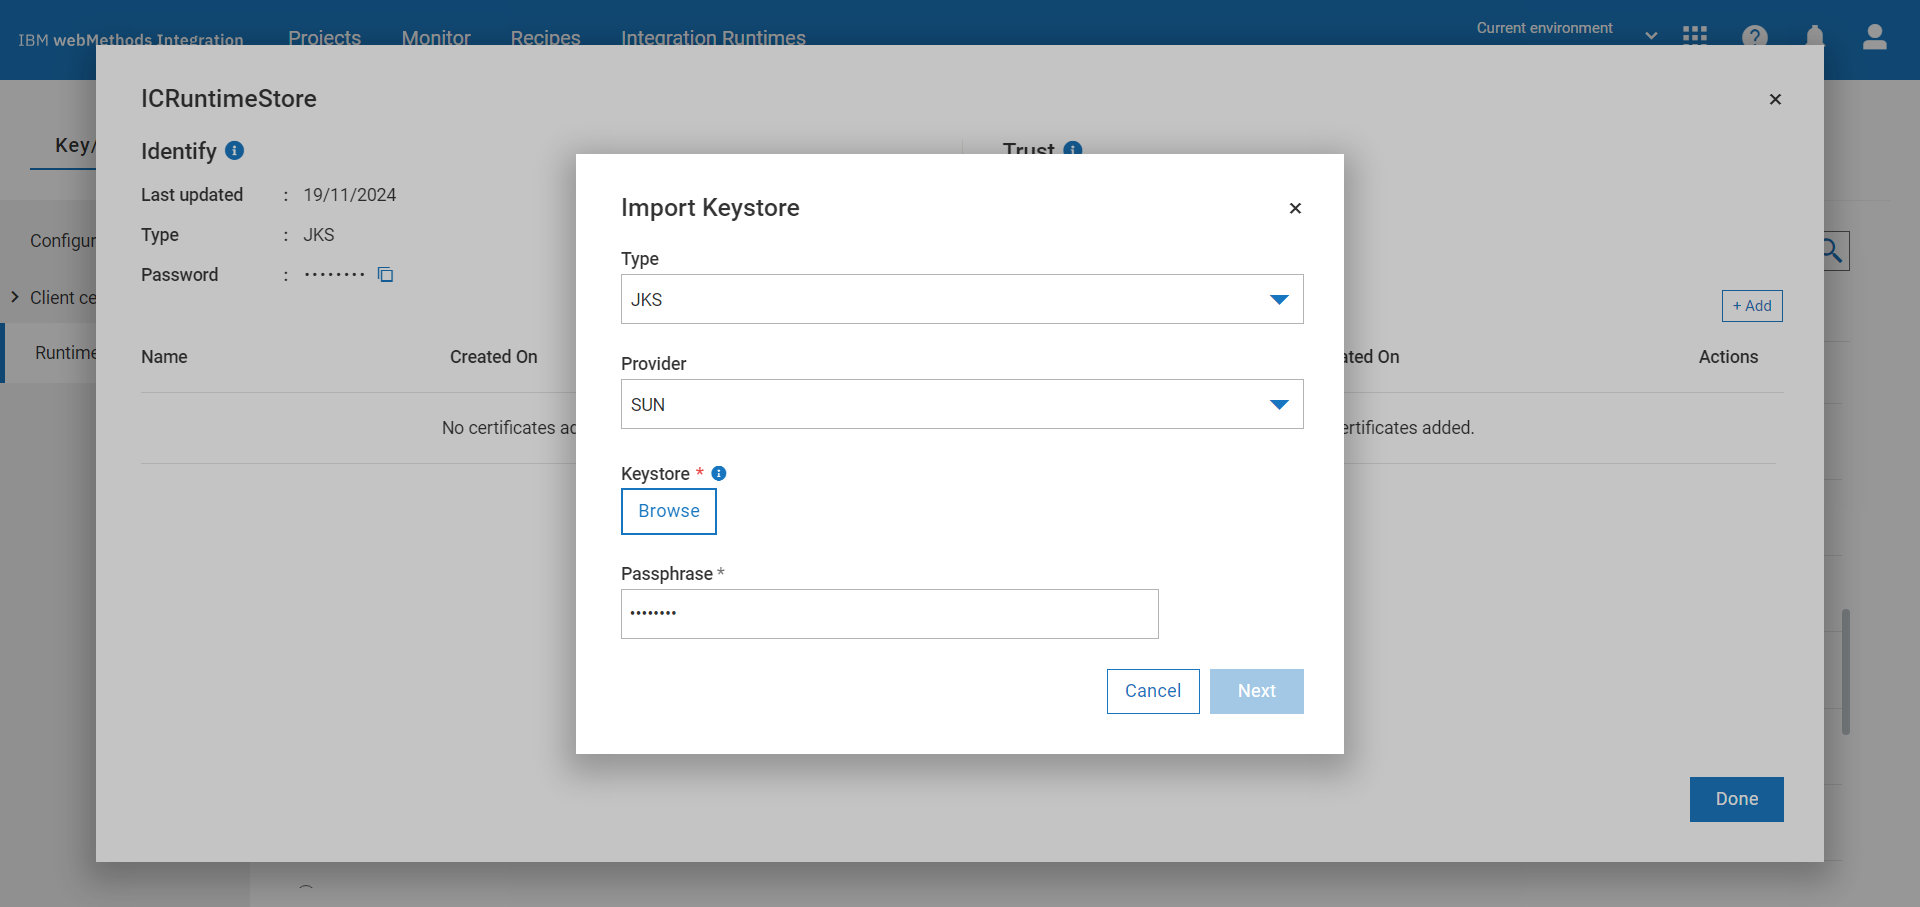 IBM webMethods Integration
Projects
Monitor
Recipes
Integration Runtimes
Current environment
ICRuntimeStore
Key/
Identify
Trust
Last updated : 19/11/2024
Type : JKS
Password : ••••••••
Configur
Client ce
Runtime
+ Add
Name
Created On
ated On
Actions
No certificates ad
ertificates added.
Import Keystore
Type
JKS
Provider
SUN
Keystore *
Browse
Passphrase *
••••••••
Cancel
Next
Done